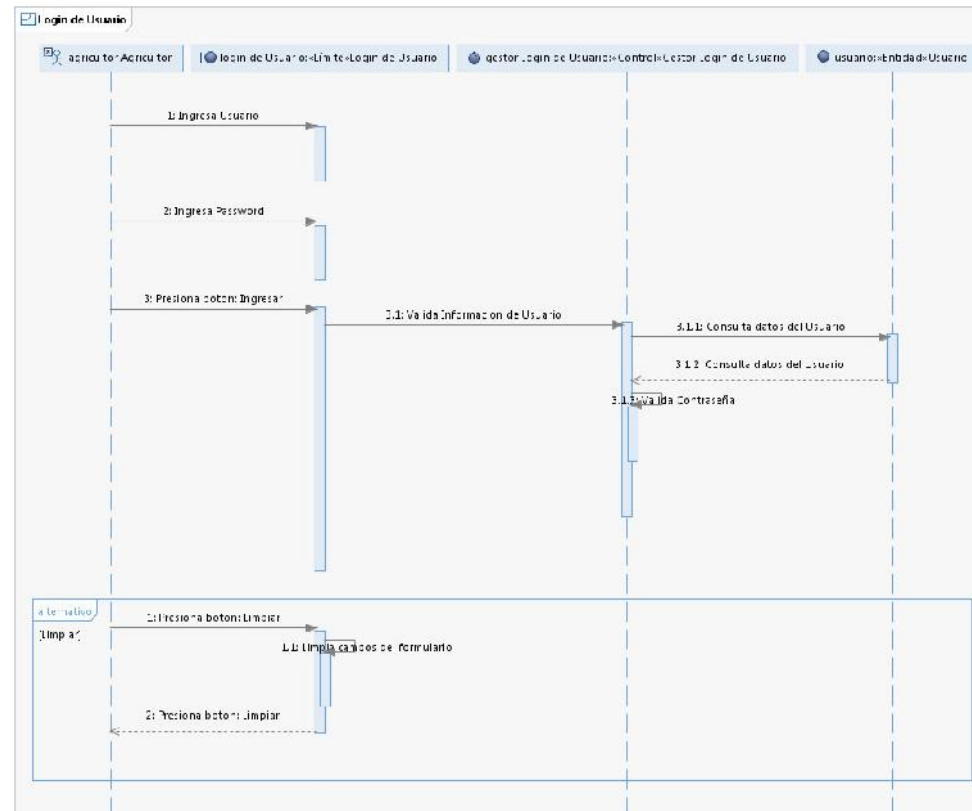 Login de Usuario
agricultor:Agricultor
login de Usuario:«Límite»Login de Usuario
gestor Login de Usuario:«Control»Gestor Login de Usuario
usuario:«Entidad»Usuario
1: Ingresa Usuario
2: Ingresa Password
3: Presiona boton: Ingresar
3.1: Valida Informacion de Usuario
3.1.1: Consulta datos del Usuario
3.1.2: Consulta datos del Usuario
3.1.3: Valida Contraseña
alternativo
[Limpiar]
1: Presiona boton: Limpiar
1.1: Limpia campos del formulario
2: Presiona boton: Limpiar